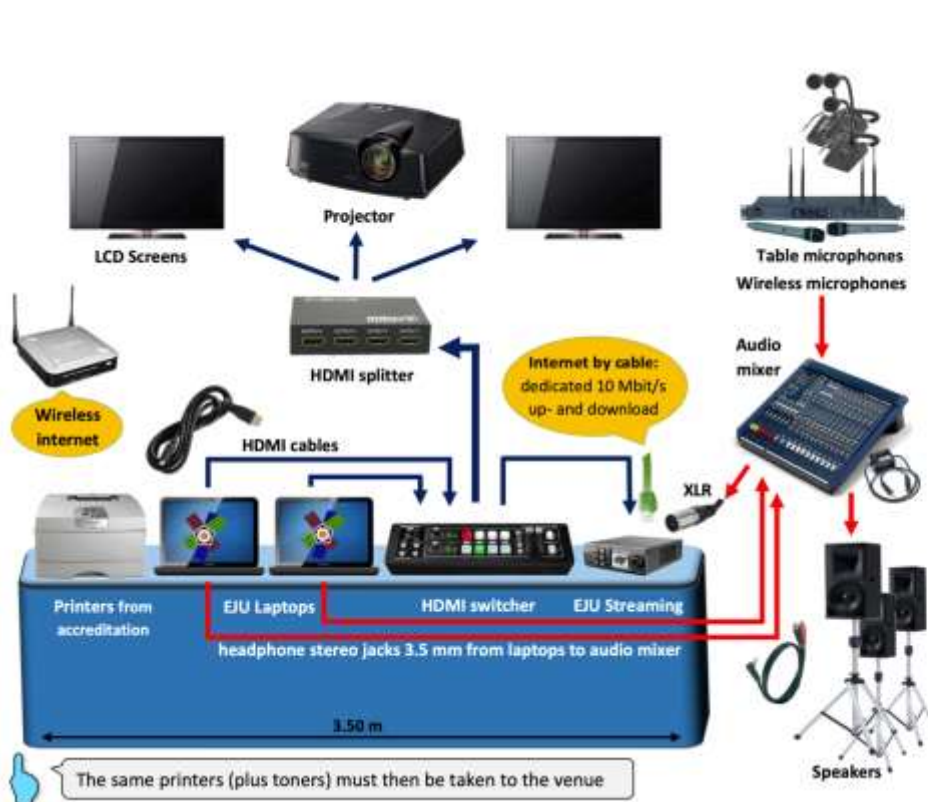 Projector
LCD Screens
Table microphones
Wireless microphones
Audio
mixer
HDMI splitter
Internet by cable:
dedicated 10 Mbit/s
up- and download
Wireless
internet
HDMI cables
XLR
Printers from
accreditation
EJU Laptops
HDMI switcher
EJU Streaming
headphone stereo jacks 3.5 mm from laptops to audio mixer
3.50 m
Speakers
The same printers (plus toners) must then be taken to the venue